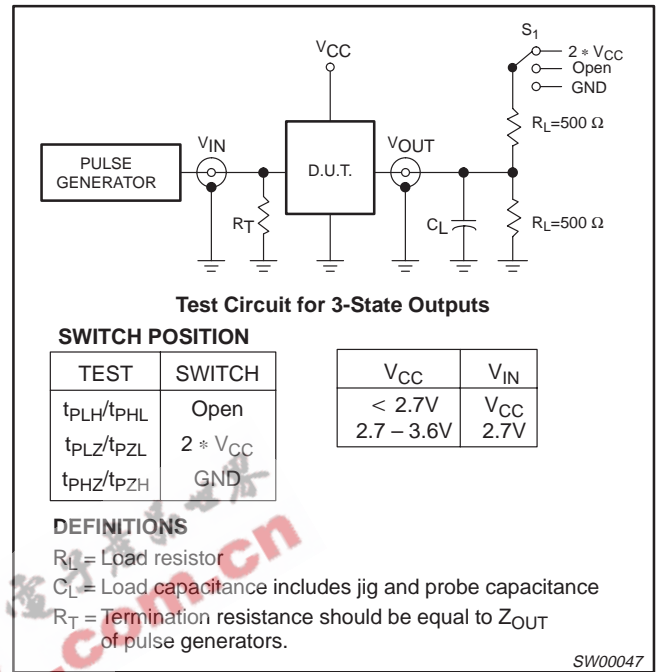 S1
2 * VCC
Open
GND
VCC
RL=500 Ω
VIN
VOUT
PULSE
GENERATOR
D.U.T.
RT
CL
RL=500 Ω
Test Circuit for 3-State Outputs
SWITCH POSITION
TEST SWITCH
tPLH/tPHL Open
tPLZ/tPZL 2 * VCC
tPHZ/tPZH GND
VCC VIN
< 2.7V VCC
2.7 – 3.6V 2.7V
DEFINITIONS
RL = Load resistor
CL = Load capacitance includes jig and probe capacitance
RT = Termination resistance should be equal to ZOUT
of pulse generators.
SW00047
.com.cn